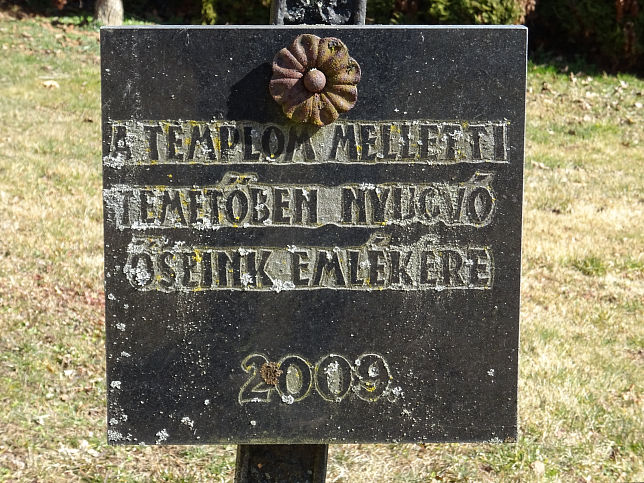 A TEMPLOM MELLETTI
TEMETŐBEN NYUGVÓ
ŐSEINK EMLÉKÉRE
2009